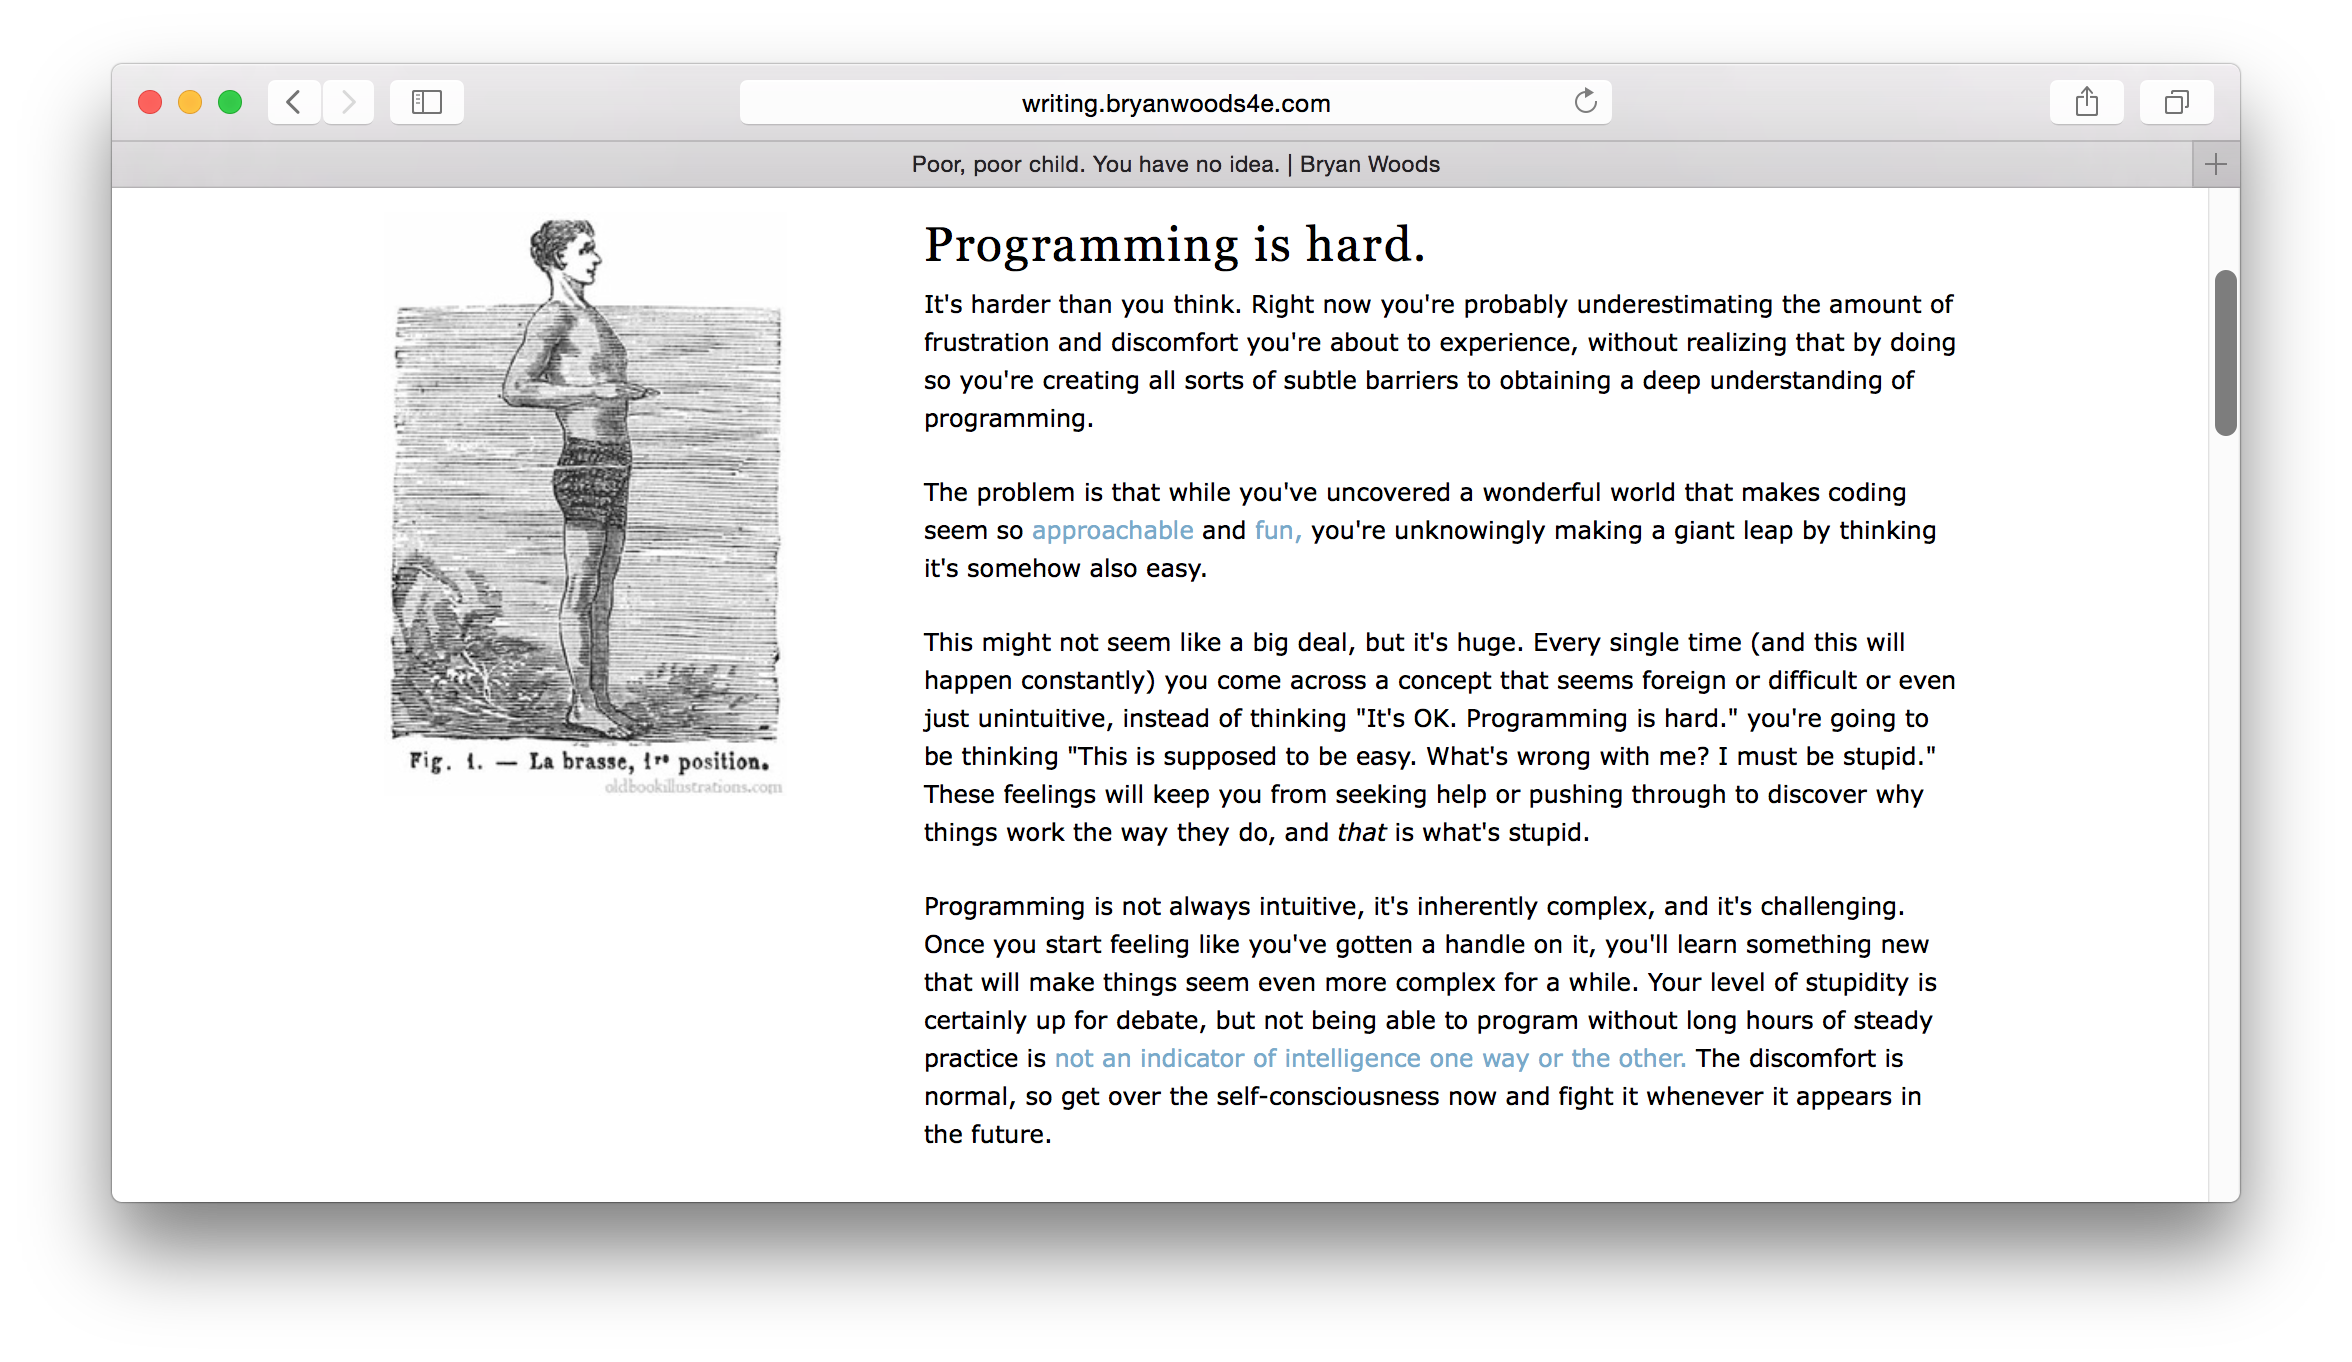 writing.bryanwoods4e.com
Poor, poor child. You have no idea. | Bryan Woods
Fig. 1. — La brasse, 1re position.
oldbookillustrations.com
Programming is hard.
It's harder than you think. Right now you're probably underestimating the amount of
frustration and discomfort you're about to experience, without realizing that by doing
so you're creating all sorts of subtle barriers to obtaining a deep understanding of
programming.
The problem is that while you've uncovered a wonderful world that makes coding
seem so approachable and fun, you're unknowingly making a giant leap by thinking
it's somehow also easy.
This might not seem like a big deal, but it's huge. Every single time (and this will
happen constantly) you come across a concept that seems foreign or difficult or even
just unintuitive, instead of thinking "It's OK. Programming is hard." you're going to
be thinking "This is supposed to be easy. What's wrong with me? I must be stupid."
These feelings will keep you from seeking help or pushing through to discover why
things work the way they do, and that is what's stupid.
Programming is not always intuitive, it's inherently complex, and it's challenging.
Once you start feeling like you've gotten a handle on it, you'll learn something new
that will make things seem even more complex for a while. Your level of stupidity is
certainly up for debate, but not being able to program without long hours of steady
practice is not an indicator of intelligence one way or the other. The discomfort is
normal, so get over the self-consciousness now and fight it whenever it appears in
the future.